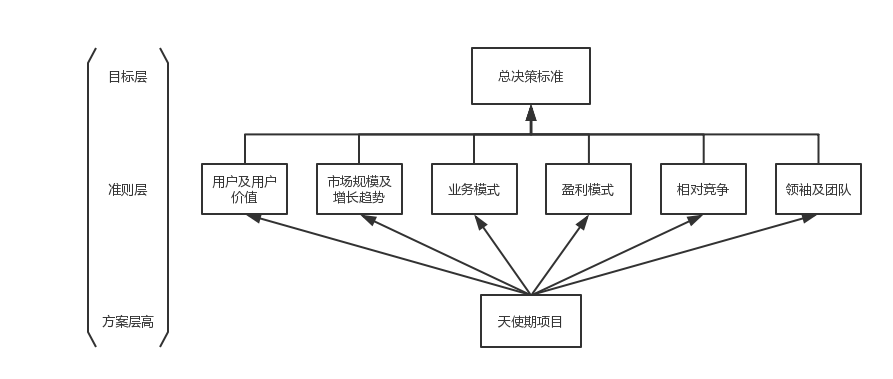 目标层
总决策标准
准则层
用户及用户
价值
市场规模及
增长趋势
业务模式
盈利模式
相对竞争
领袖及团队
方案层高
天使期项目